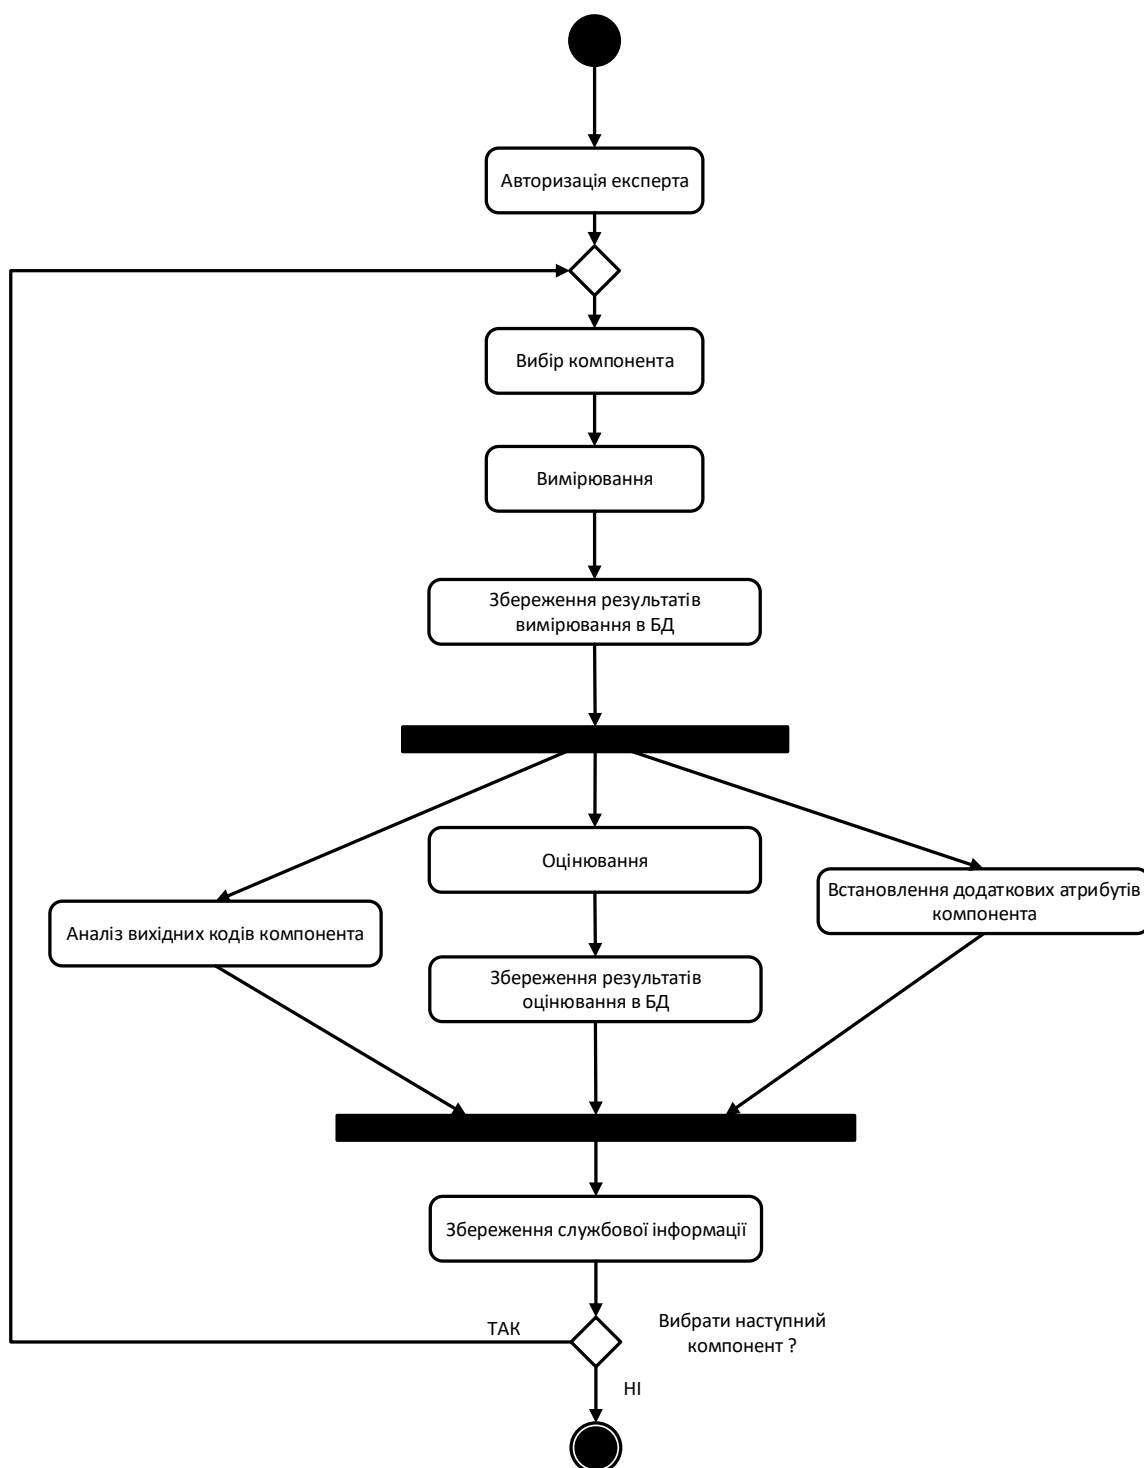 Авторизація експерта
Вибір компонента
Вимірювання
Збереження результатів
вимірювання в БД
Оцінювання
Встановлення додаткових атрибутів
компонента
Аналіз вихідних кодів компонента
Збереження результатів
оцінювання в БД
Збереження службової інформації
ТАК
Вибрати наступний
компонент ?
НІ